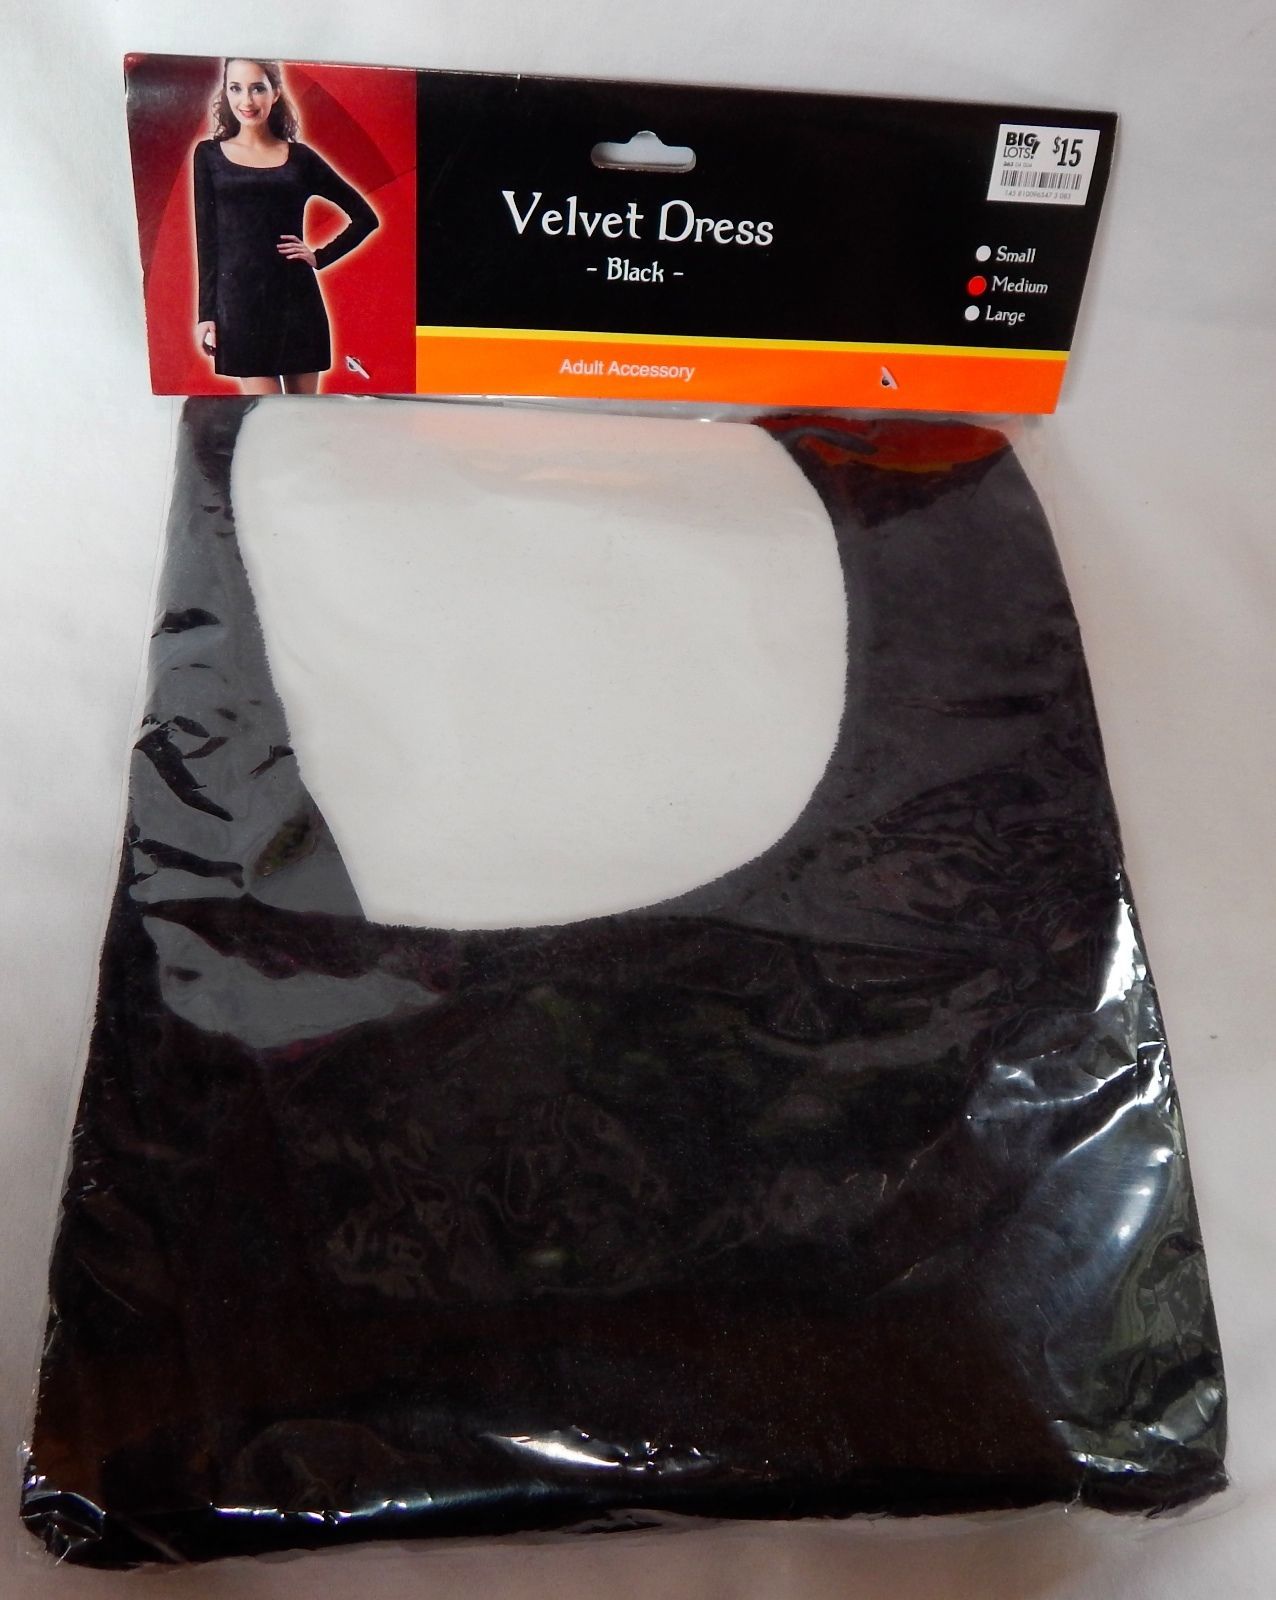 Velvet Dress
- Black -
BIG
LOTS!
$15
Small
Medium
Large
Adult Accessory